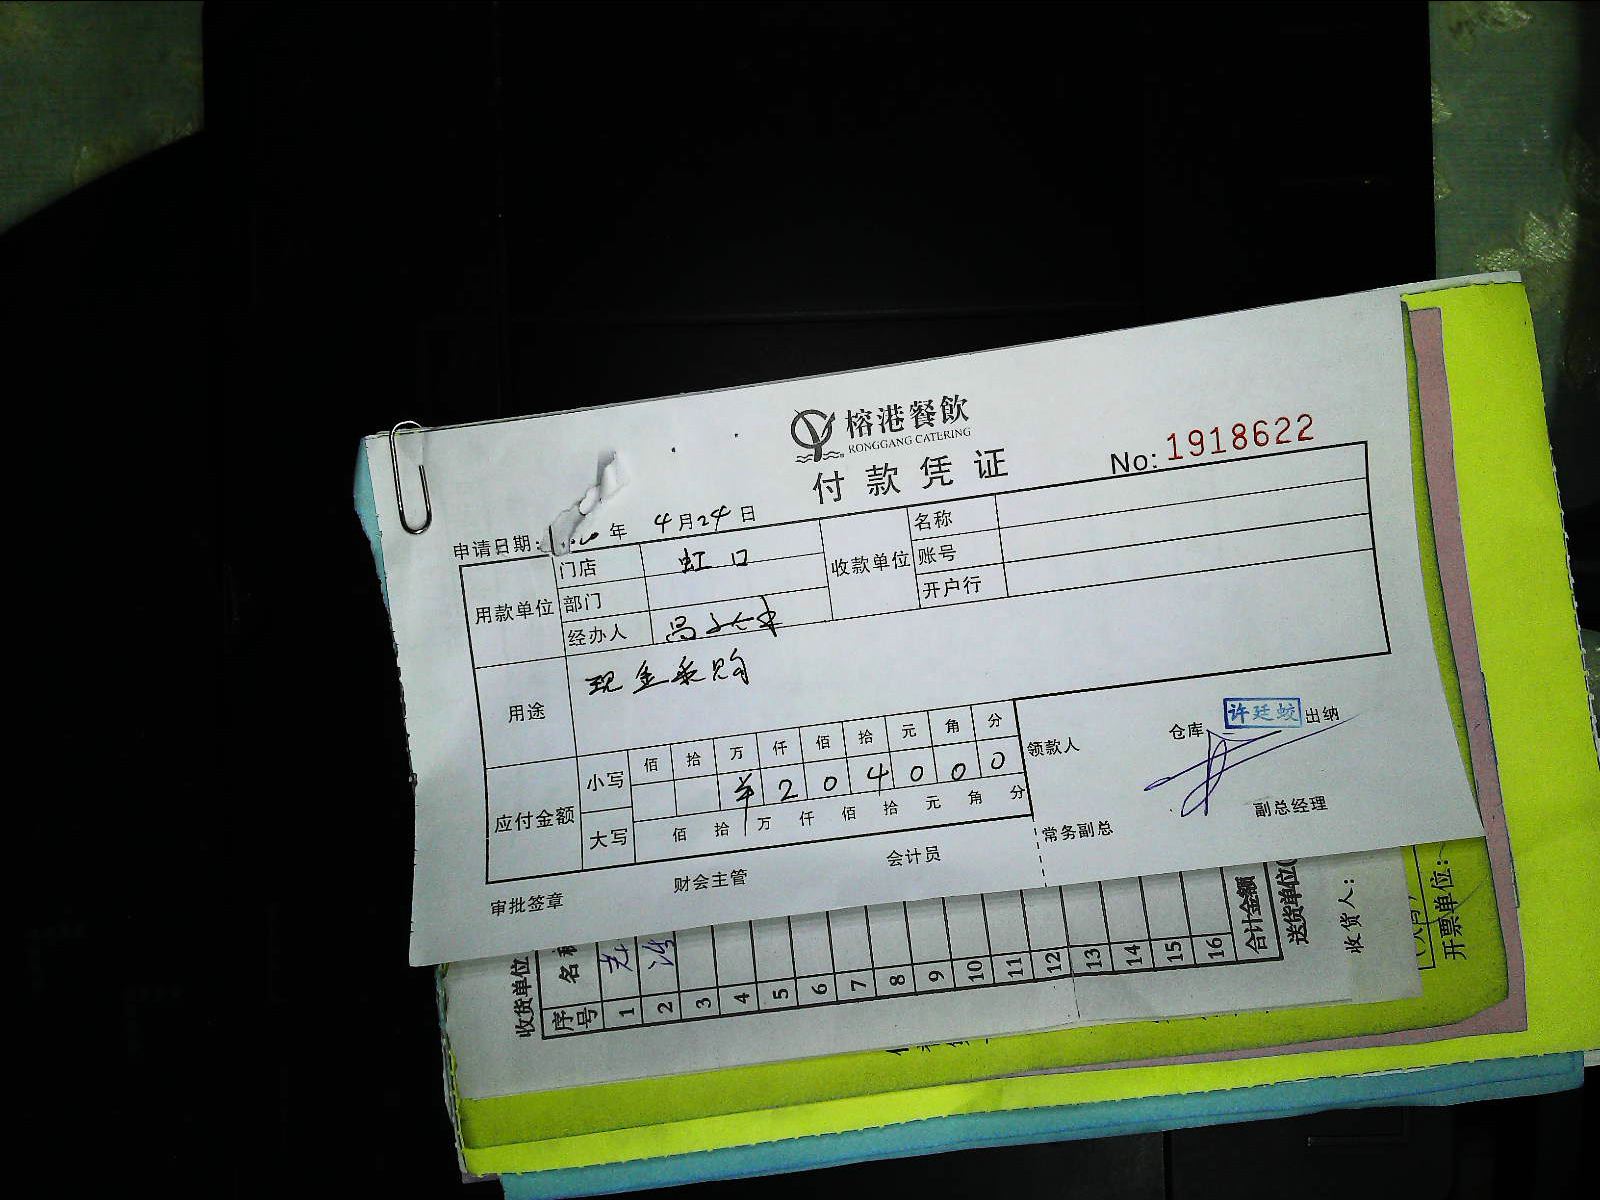 榕港餐飲
RONGGANG CATERING
付款凭证
No: 1918622
申请日期: 年 4月24日
用款单位 门店 虹口 收款单位 名称
部门 账号
经办人 开户行
用途 现金采购
应付金额 小写 佰 拾 万 仟 佰 拾 元 角 分
¥ 2 0 4 0 0 0
大写 佰 拾 万 仟 佰 拾 元 角 分
领款人 仓库 许廷蛟 出纳
常务副总 副总经理
审批签章 财会主管 会计员
收货单位
序号 名称
1
2
3
4
5
6
7
8
9
10
11
12
13
14
15
16
合计金额
送货单位(
收货人:
开票单位: